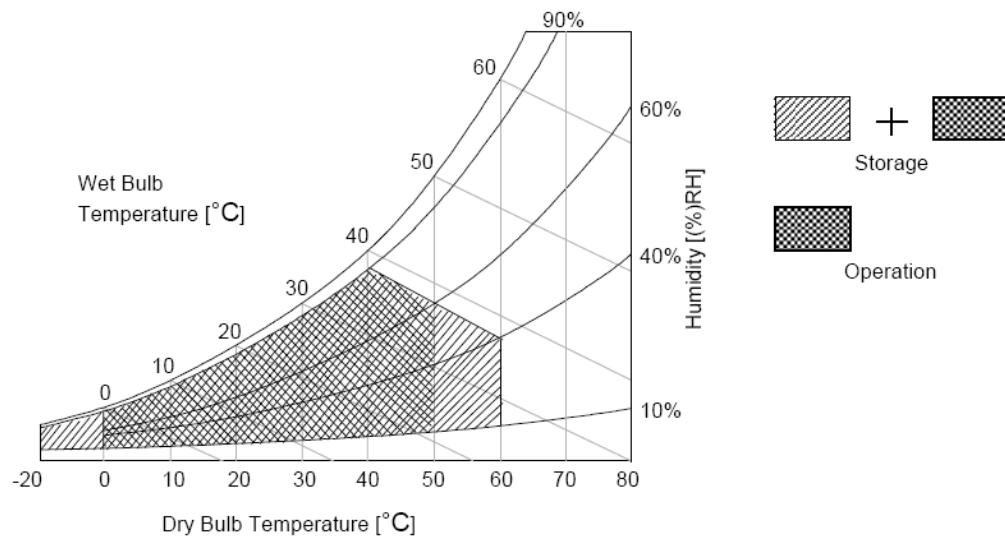 90%
60
60%
50
Wet Bulb
Temperature [°C]
Storage
40
40%
Humidity [(%)RH]
30
Operation
20
10
0
10%
-20 0 10 20 30 40 50 60 70 80
Dry Bulb Temperature [°C]